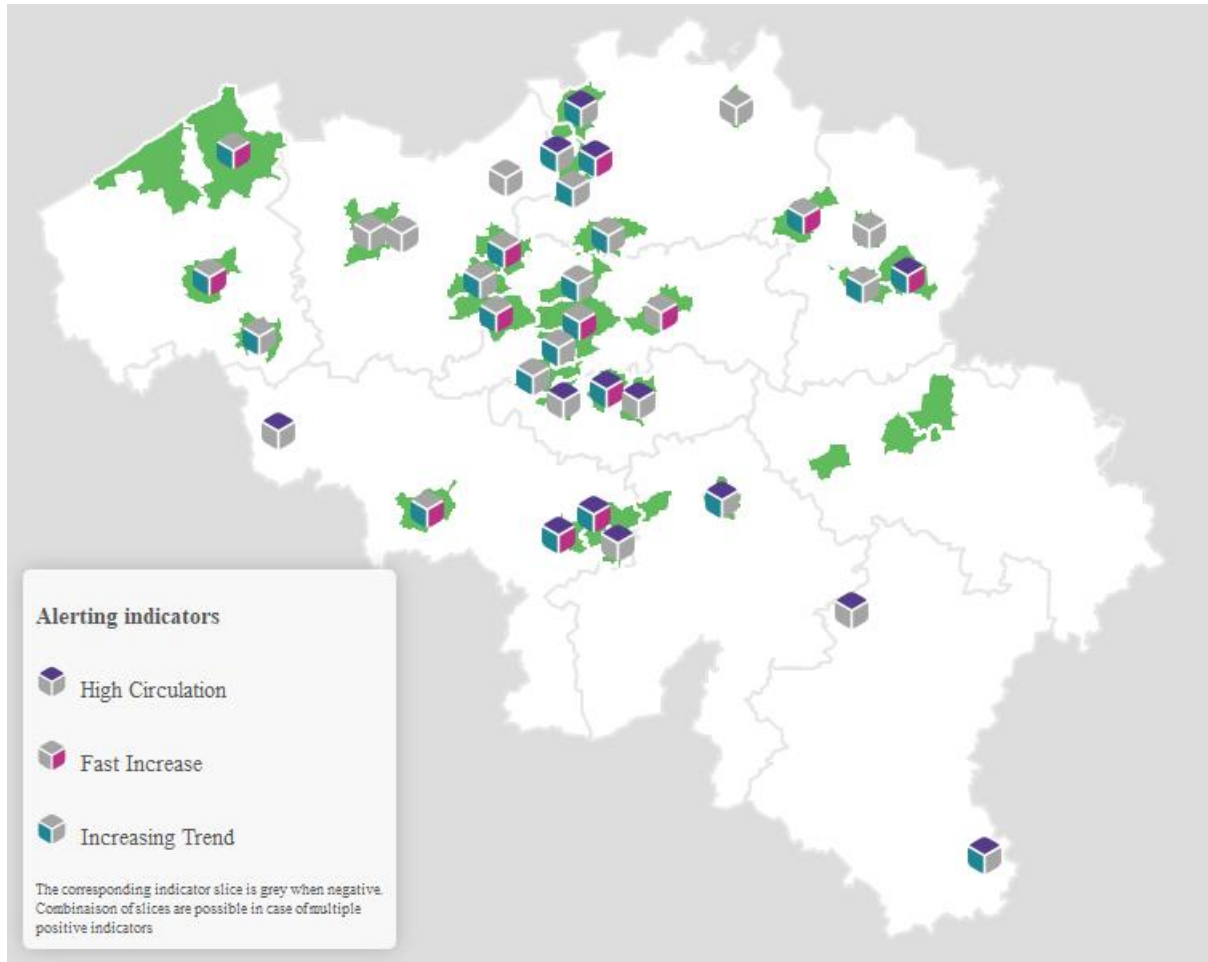 Alerting indicators
High Circulation
Fast Increase
Increasing Trend
The corresponding indicator slice is grey when negative.
Combinaison of slices are possible in case of multiple
positive indicators